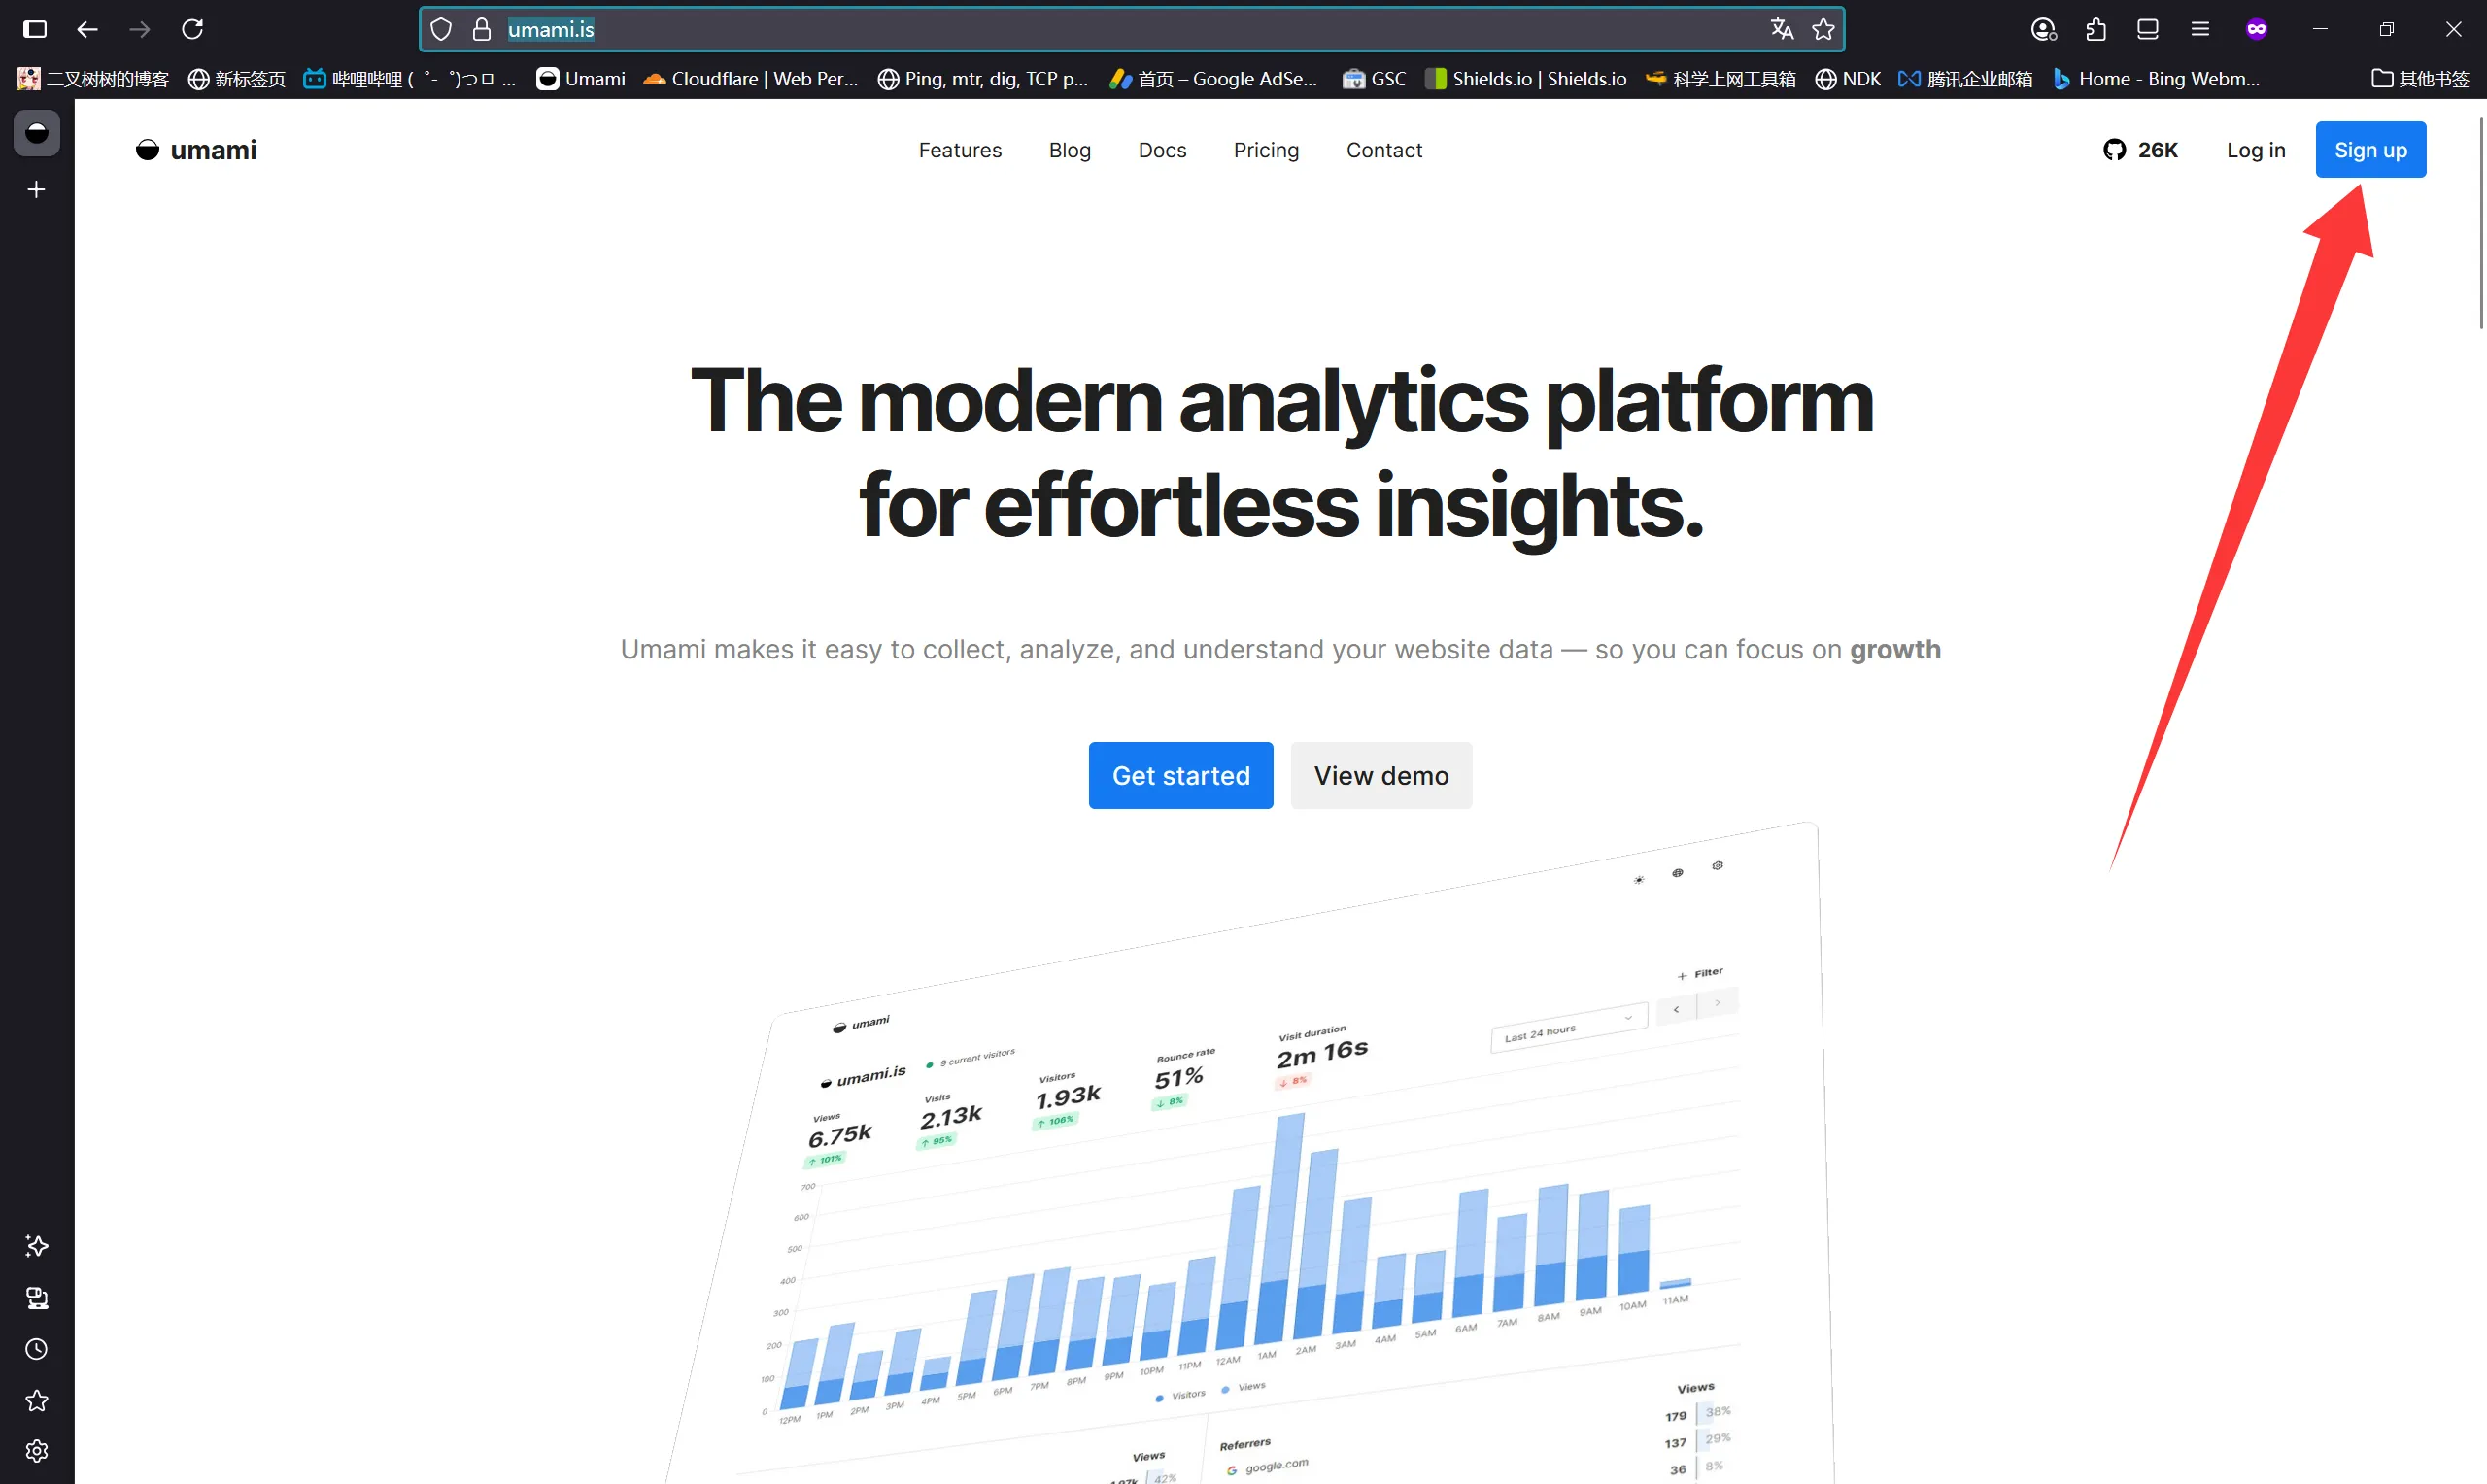 umami.is
二叉树树的博客 新标签页 哔哩哔哩 (゜-゜)つロ ... Umami Cloudflare | Web Per... Ping, mtr, dig, TCP p... 首页 – Google AdSe... GSC Shields.io | Shields.io 科学上网工具箱 NDK 腾讯企业邮箱 Home - Bing Webm... 其他书签
umami Features Blog Docs Pricing Contact 26K Log in Sign up
The modern analytics platform
for effortless insights.
Umami makes it easy to collect, analyze, and understand your website data — so you can focus on growth
Get started View demo
umami
+ Filter
Last 24 hours
umami.is 9 current visitors
Views
6.75k
↑ 101%
Visits
2.13k
↑ 95%
Visitors
1.93k
↑ 106%
Bounce rate
51%
↓ 8%
Visit duration
2m 16s
↓ 8%
700
600
500
400
300
200
100
0
12PM 1PM 2PM 3PM 4PM 5PM 6PM 7PM 8PM 9PM 10PM 11PM 12AM 1AM 2AM 3AM 4AM 5AM 6AM 7AM 8AM 9AM 10AM 11AM
Visitors Views
Views
42%
Referrers Views
google.com 179 38%
137 29%
36 8%